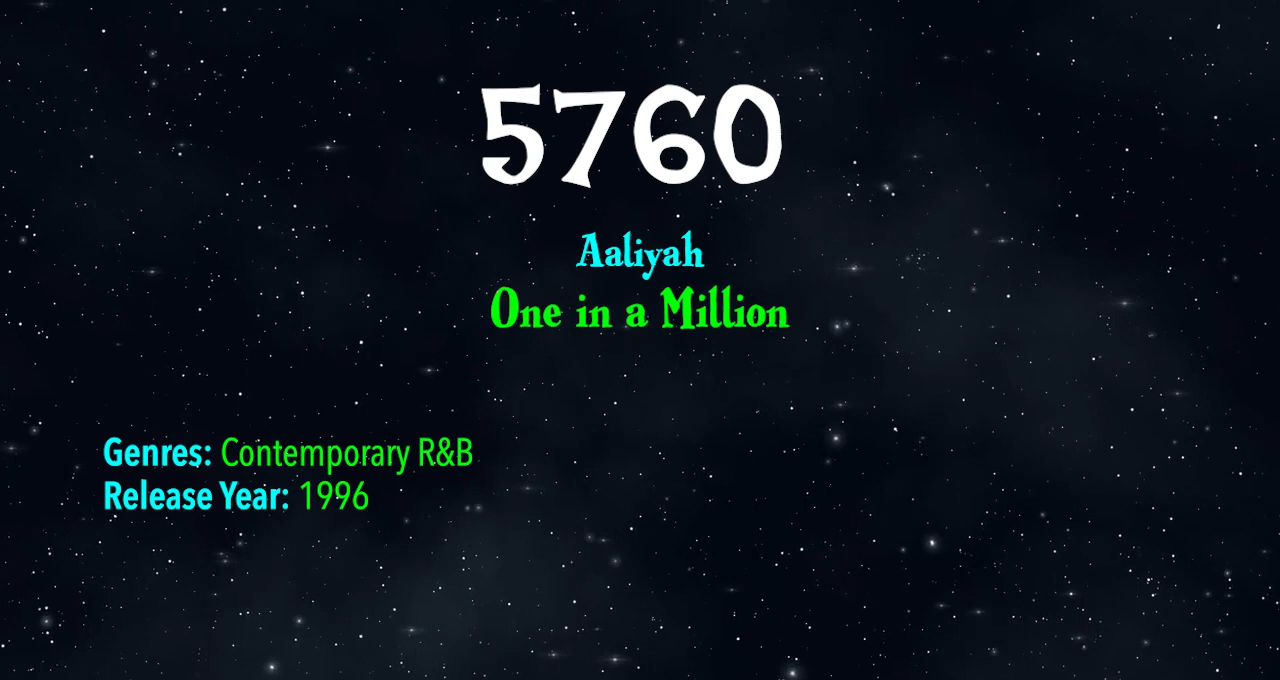 5760
Aaliyah
One in a Million
Genres: Contemporary R&B
Release Year: 1996